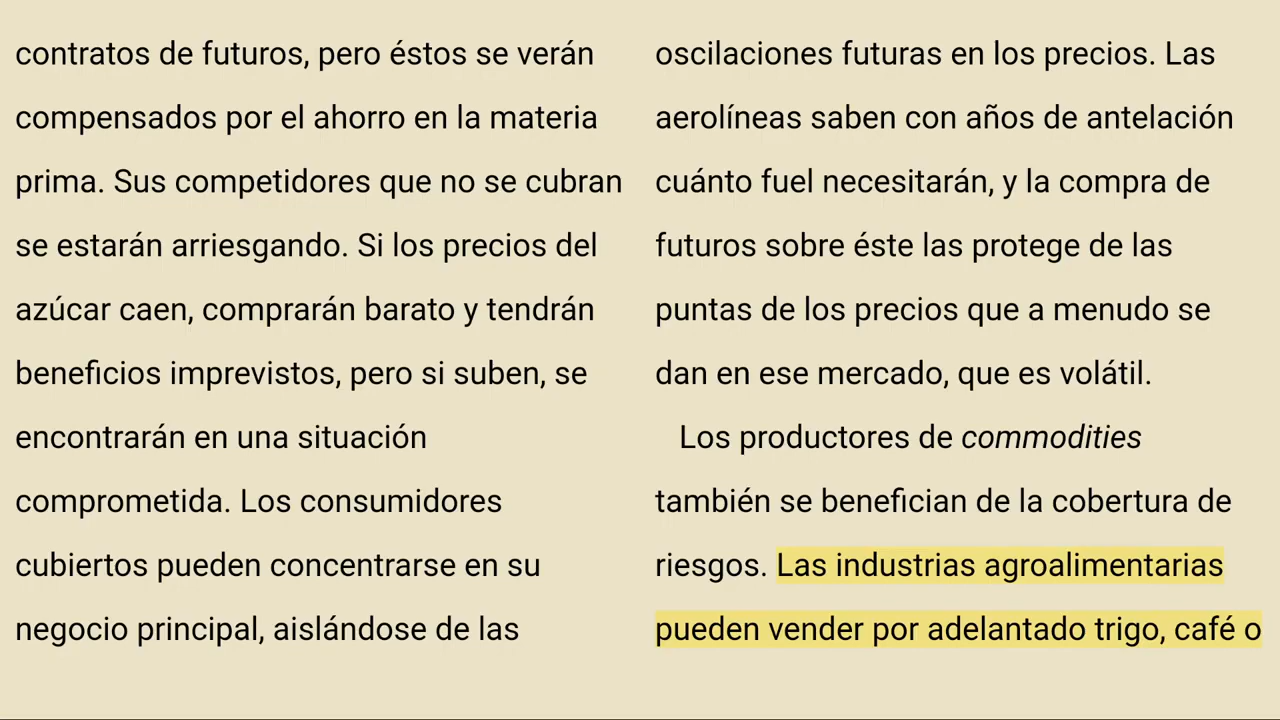 contratos de futuros, pero éstos se verán
compensados por el ahorro en la materia
prima. Sus competidores que no se cubran
se estarán arriesgando. Si los precios del
azúcar caen, comprarán barato y tendrán
beneficios imprevistos, pero si suben, se
encontrarán en una situación
comprometida. Los consumidores
cubiertos pueden concentrarse en su
negocio principal, aislándose de las
oscilaciones futuras en los precios. Las
aerolíneas saben con años de antelación
cuánto fuel necesitarán, y la compra de
futuros sobre éste las protege de las
puntas de los precios que a menudo se
dan en ese mercado, que es volátil.
Los productores de commodities
también se benefician de la cobertura de
riesgos. Las industrias agroalimentarias
pueden vender por adelantado trigo, café o